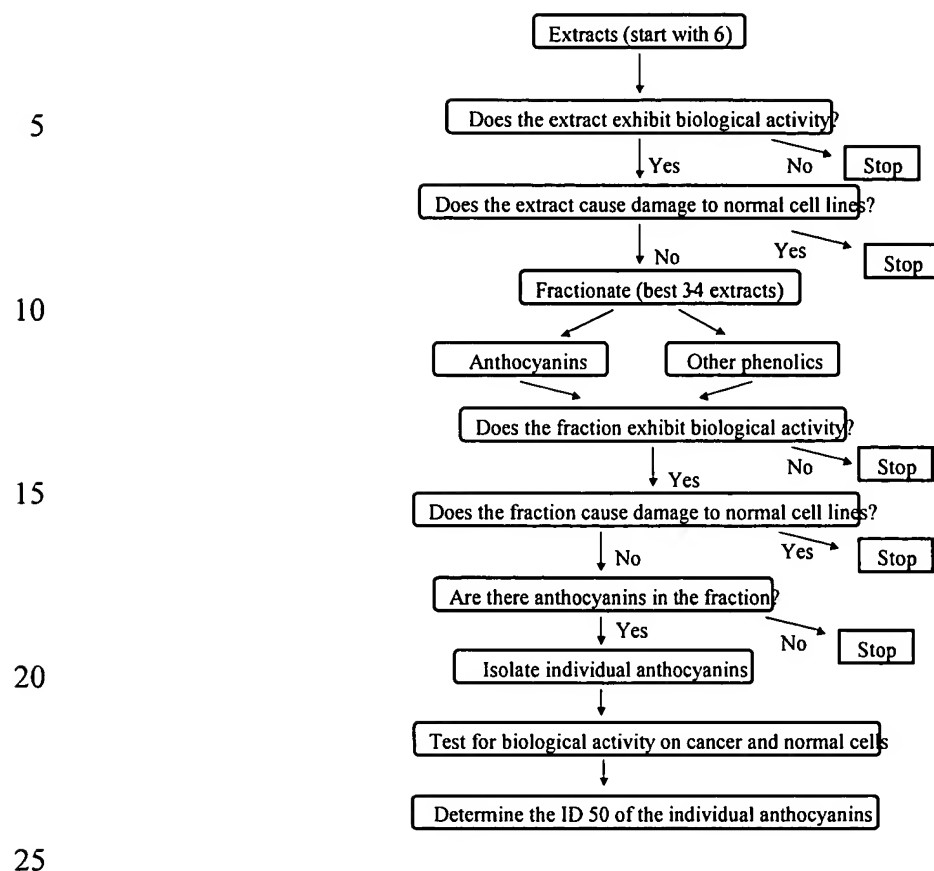 Extracts (start with 6)
5
Does the extract exhibit biological activity?
Yes
No
Stop
Does the extract cause damage to normal cell lines?
No
Yes
Stop
10
Fractionate (best 34 extracts)
Anthocyanins
Other phenolics
Does the fraction exhibit biological activity?
Yes
No
Stop
15
Does the fraction cause damage to normal cell lines?
No
Yes
Stop
Are there anthocyanins in the fraction?
Yes
No
Stop
20
Isolate individual anthocyanins
Test for biological activity on cancer and normal cells
Determine the ID 50 of the individual anthocyanins
25